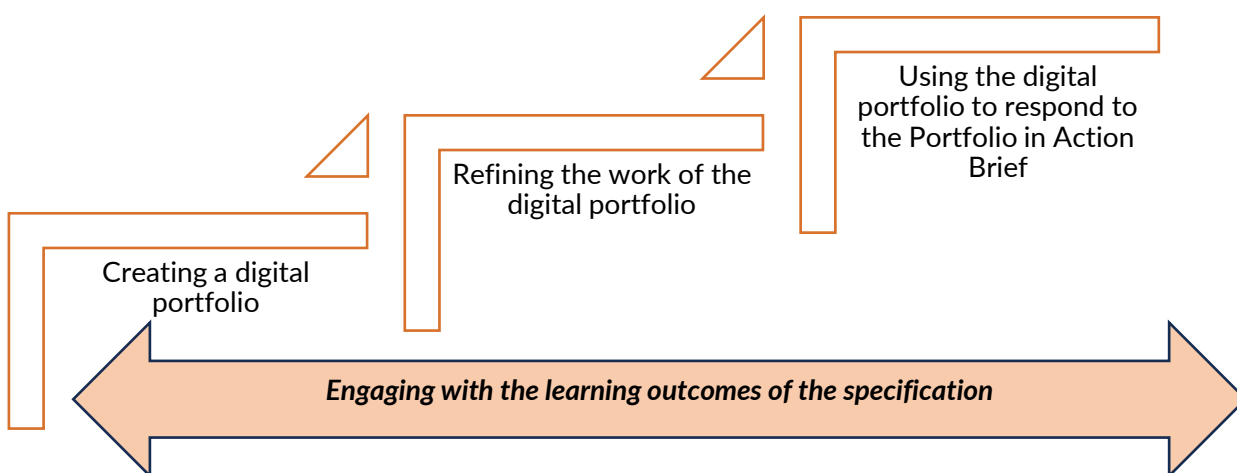 Using the digital
portfolio to respond to
the Portfolio in Action
Brief
Refining the work of the
digital portfolio
Creating a digital
portfolio
Engaging with the learning outcomes of the specification